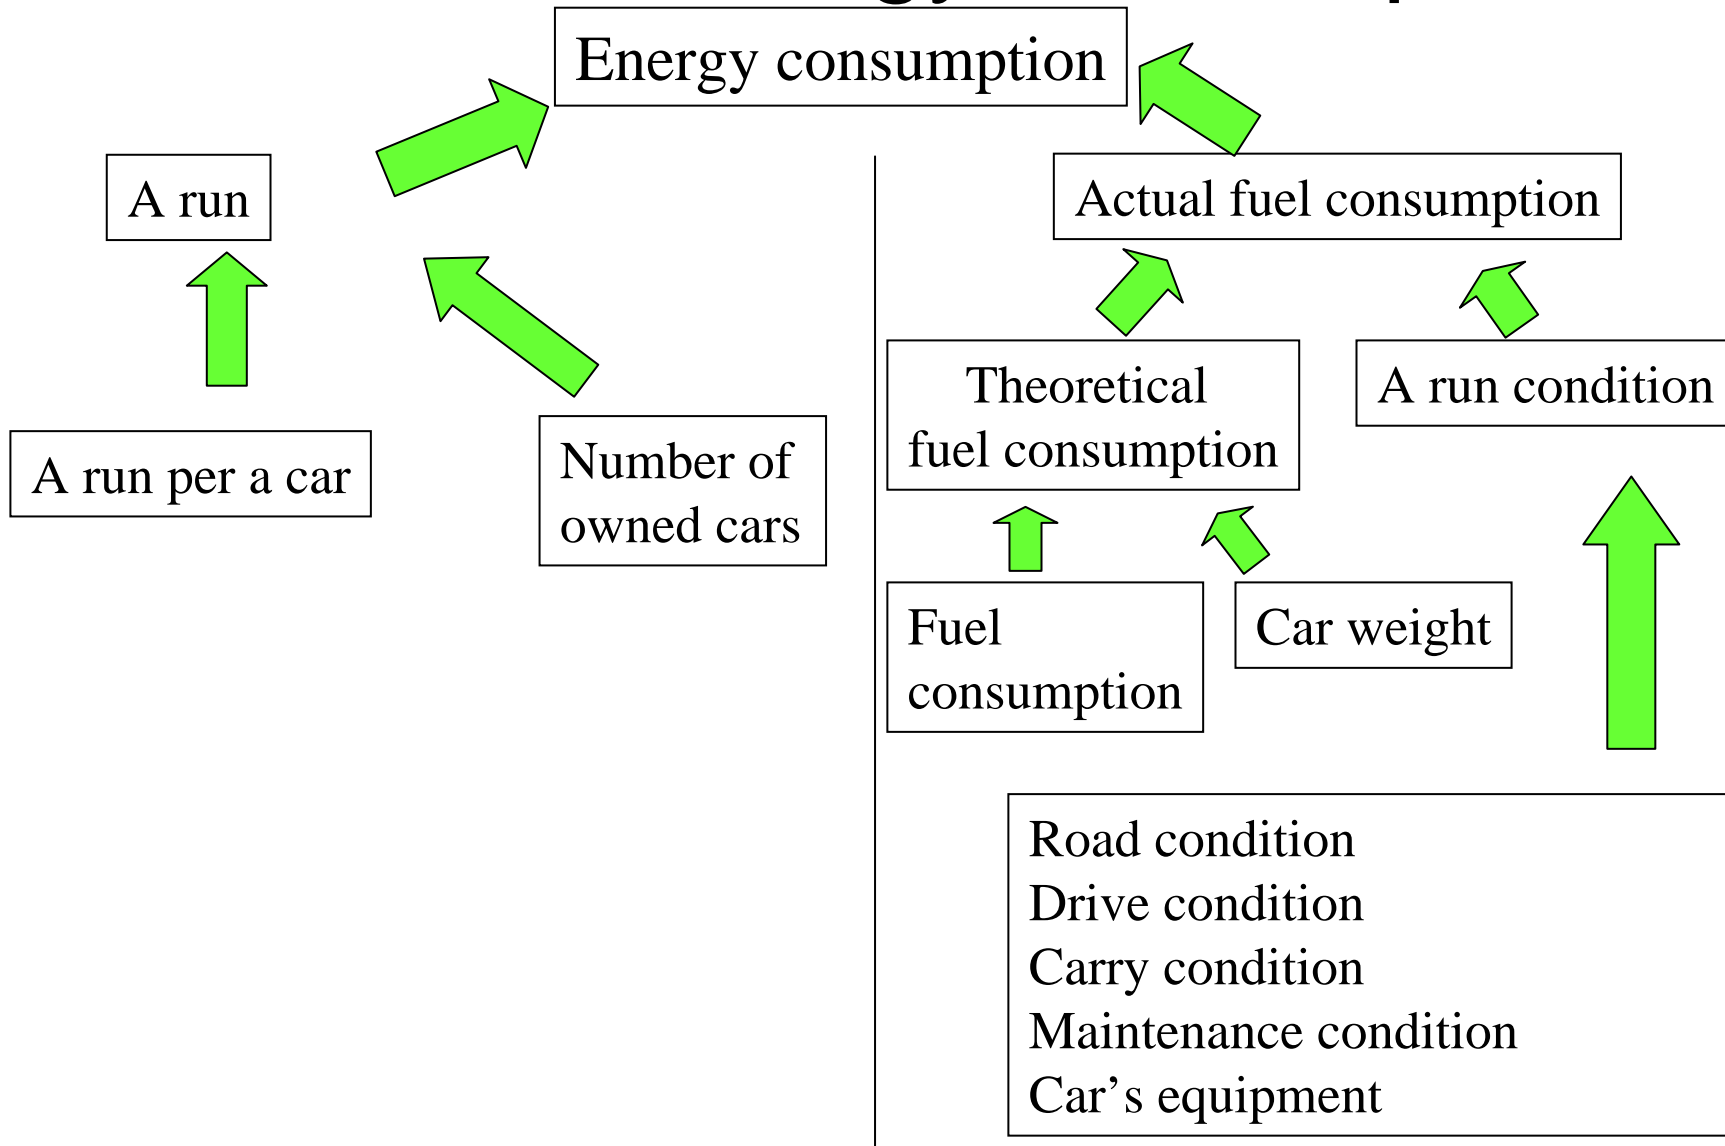 Energy consumption
A run
Actual fuel consumption
A run per a car
Number of
owned cars
Theoretical
fuel consumption
A run condition
Fuel
consumption
Car weight
Road condition
Drive condition
Carry condition
Maintenance condition
Car’s equipment